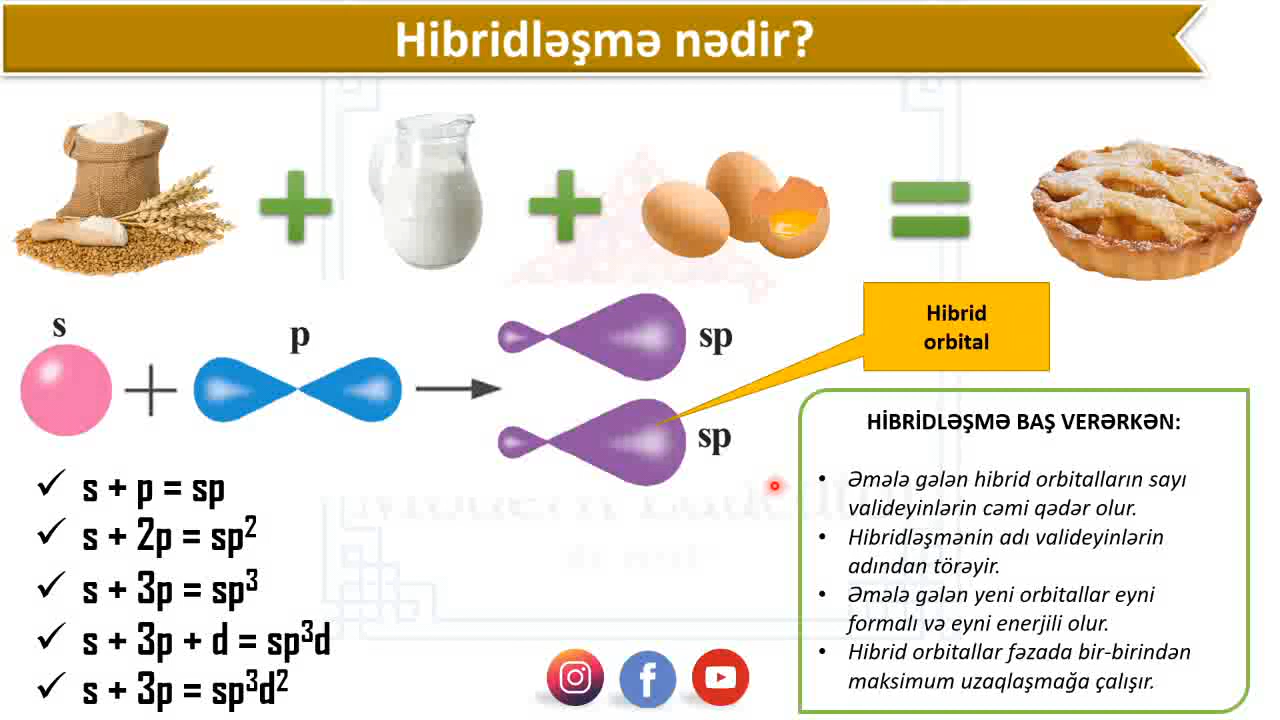 Hibridləşmə nədir?
s
p
sp
sp
Hibrid
orbital
s + p = sp
s + 2p = sp²
s + 3p = sp³
s + 3p + d = sp³d
s + 3p = sp³d²
HİBRİDLƏŞMƏ BAŞ VERƏRKƏN:
• Əmələ gələn hibrid orbitalların sayı
valideyinlərin cəmi qədər olur.
• Hibridləşmənin adı valideyinlərin
adından törəyir.
• Əmələ gələn yeni orbitallar eyni
formalı və eyni enerjili olur.
• Hibrid orbitallar fəzada bir-birindən
maksimum uzaqlaşmağa çalışır.